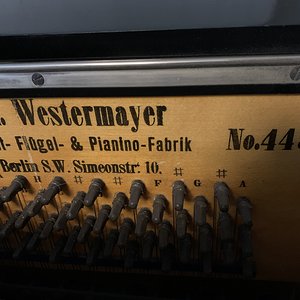 . Westermayer
t- Flügel- & Pianino-Fabrik
No. 44
Berlin S.W. Simeonstr. 10.
A H # # F G A
# # #